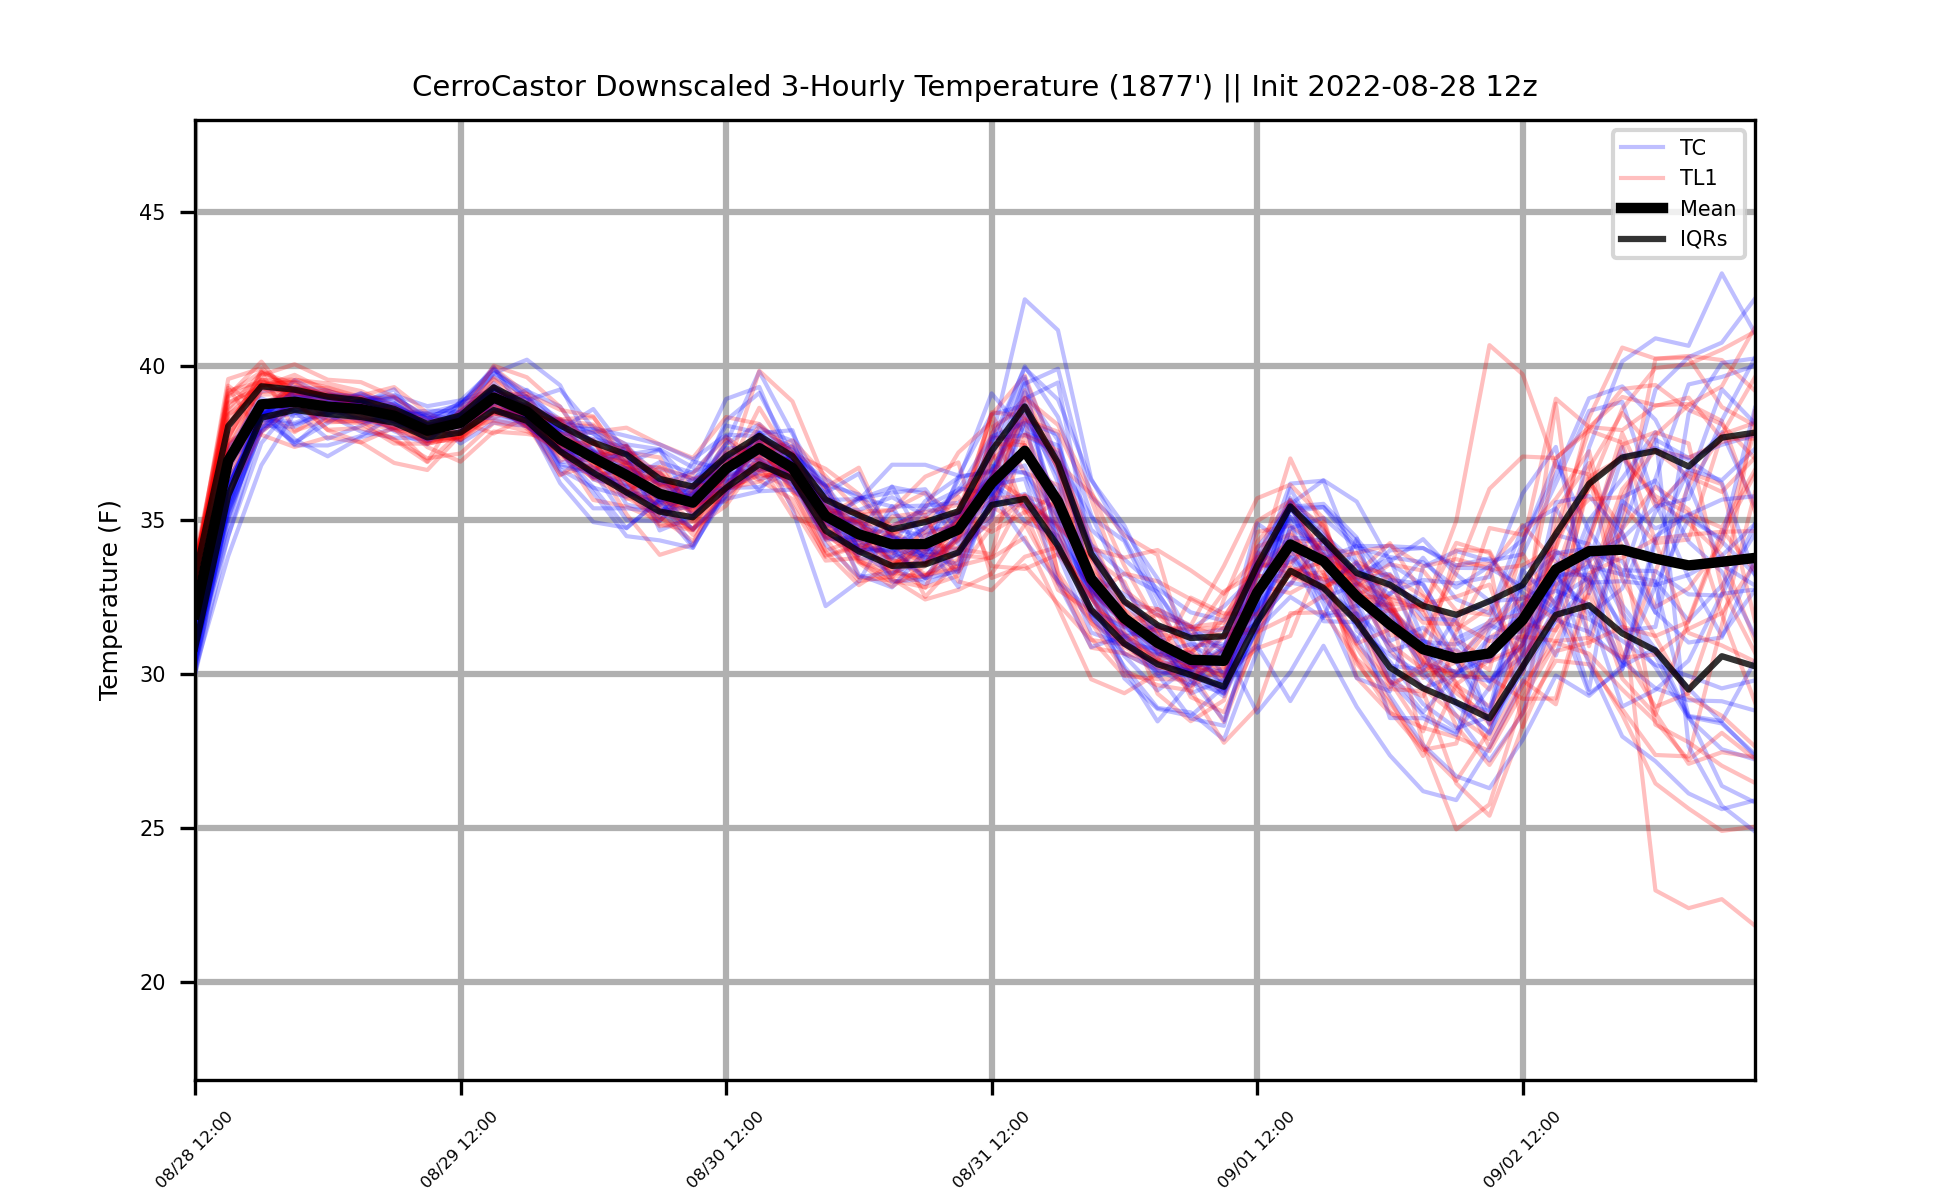 CerroCastor Downscaled 3-Hourly Temperature (1877') || Init 2022-08-28 12z
TC
TL1
Mean
IQRs
Temperature (F)
45
40
35
30
25
20
08/28 12:00
08/29 12:00
08/30 12:00
08/31 12:00
09/01 12:00
09/02 12:00